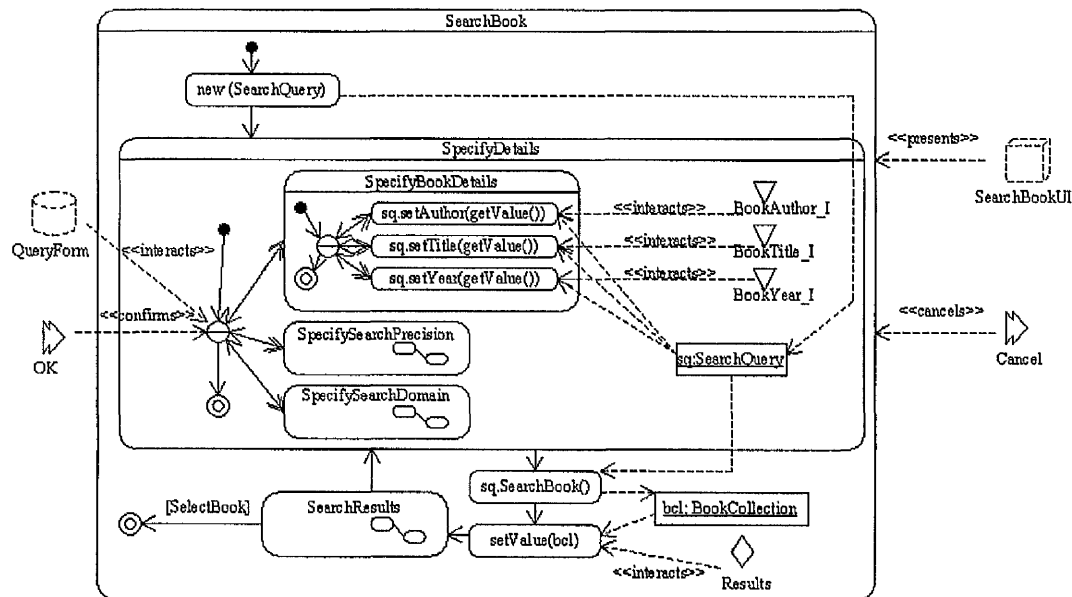 SearchBook
new (SearchQuery)
SpecifyDetails
<<presents>>
SearchBookUI
SpecifyBookDetails
QueryForm
<<interacts>>
sq.setAuthor(getValue())
<<interacts>>
BookAuthor_I
sq.setTitle(getValue())
<<interacts>>
BookTitle_I
sq.setYear(getValue())
<<interacts>>
BookYear_I
OK
<<confirms>>
<<cancels>>
Cancel
SpecifySearchPrecision
sq:SearchQuery
SpecifySearchDomain
sq.SearchBook()
[SelectBook]
SearchResults
bcl: BookCollection
setValue(bcl)
<<interacts>>
Results